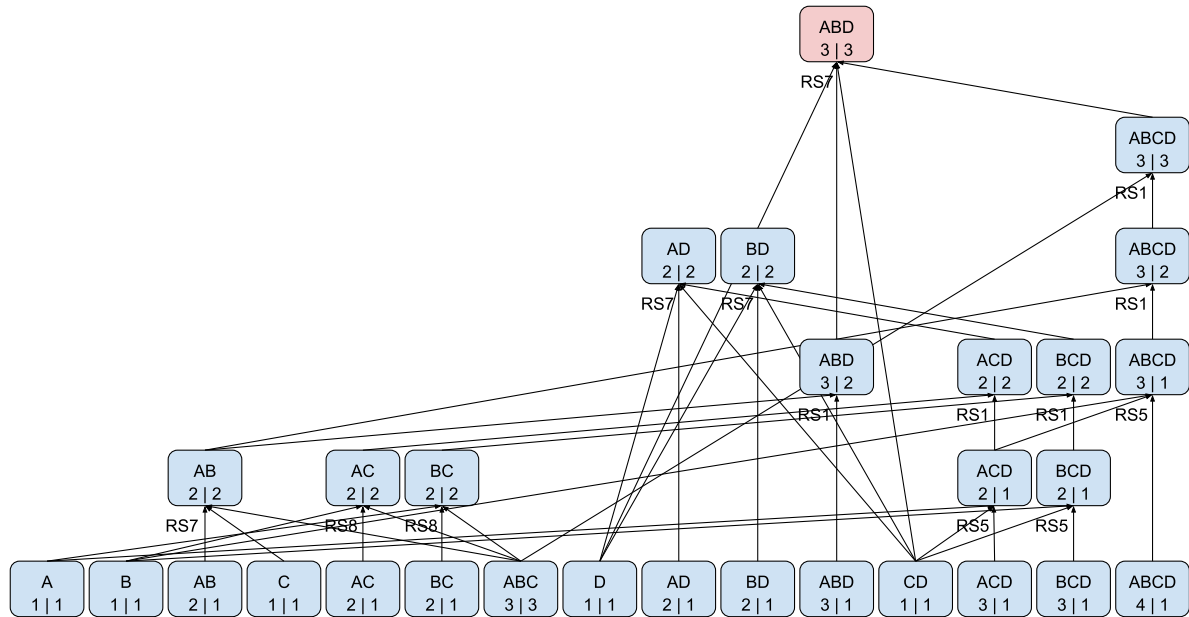 ABD
3 | 3
RS7
ABCD
3 | 3
RS1
AD
2 | 2
BD
2 | 2
ABCD
3 | 2
RS7
RS7
RS1
ABD
3 | 2
ACD
2 | 2
BCD
2 | 2
ABCD
3 | 1
RS1
RS1
RS1
RS5
AB
2 | 2
AC
2 | 2
BC
2 | 2
ACD
2 | 1
BCD
2 | 1
RS7
RS8
RS8
RS5
RS5
A
1 | 1
B
1 | 1
AB
2 | 1
C
1 | 1
AC
2 | 1
BC
2 | 1
ABC
3 | 3
D
1 | 1
AD
2 | 1
BD
2 | 1
ABD
3 | 1
CD
1 | 1
ACD
3 | 1
BCD
3 | 1
ABCD
4 | 1